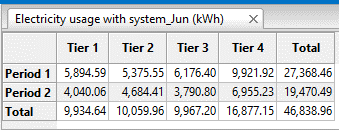 Electricity usage with system_Jun (kWh)
Tier 1 Tier 2 Tier 3 Tier 4 Total
Period 1 5,894.59 5,375.55 6,176.40 9,921.92 27,368.46
Period 2 4,040.06 4,684.41 3,790.80 6,955.23 19,470.49
Total 9,934.64 10,059.96 9,967.20 16,877.15 46,838.96